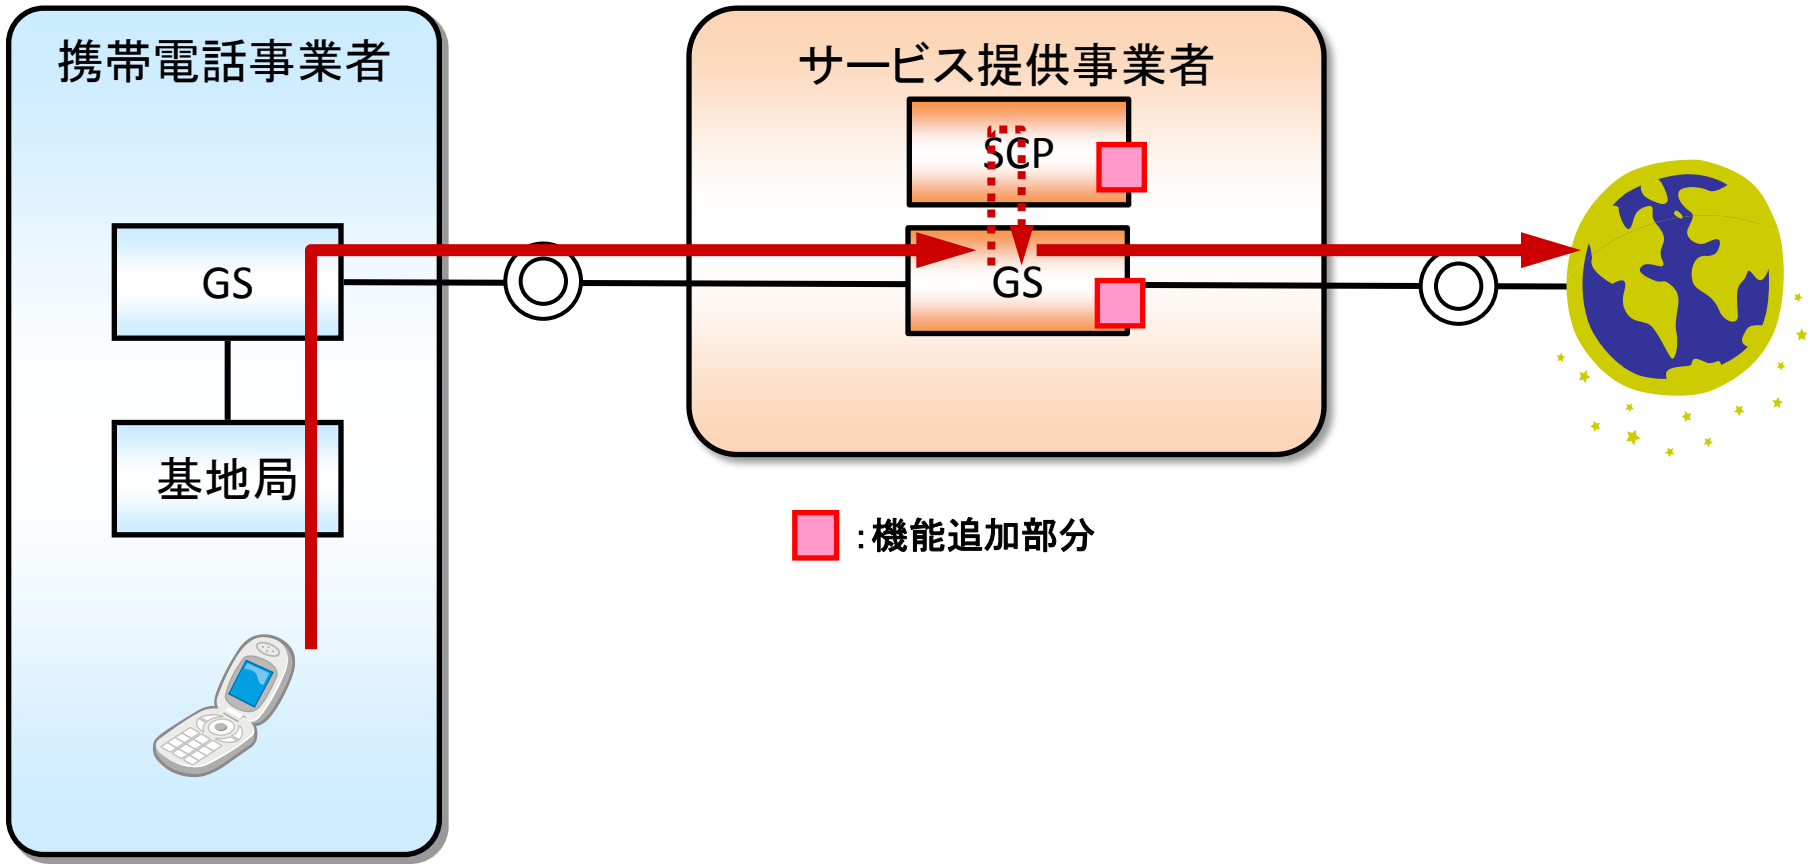 携帯電話事業者
サービス提供事業者
SCP
GS
GS
基地局
：機能追加部分